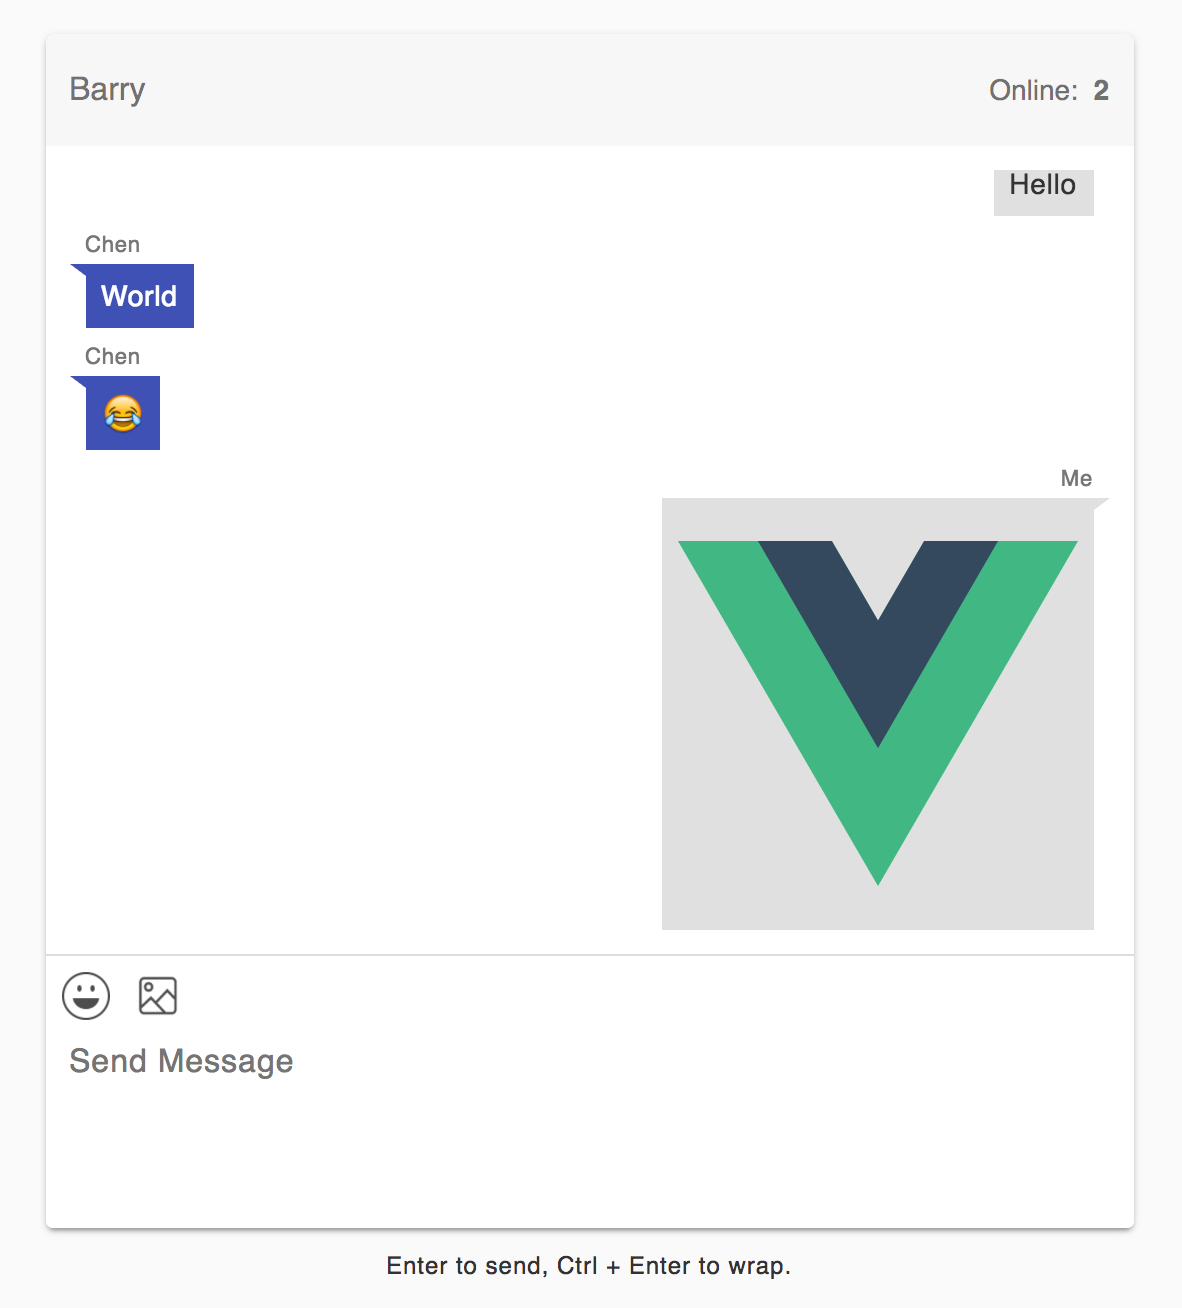 Barry
Online: 2
Hello
Chen
World
Chen
😂
Me
Send Message
Enter to send, Ctrl + Enter to wrap.